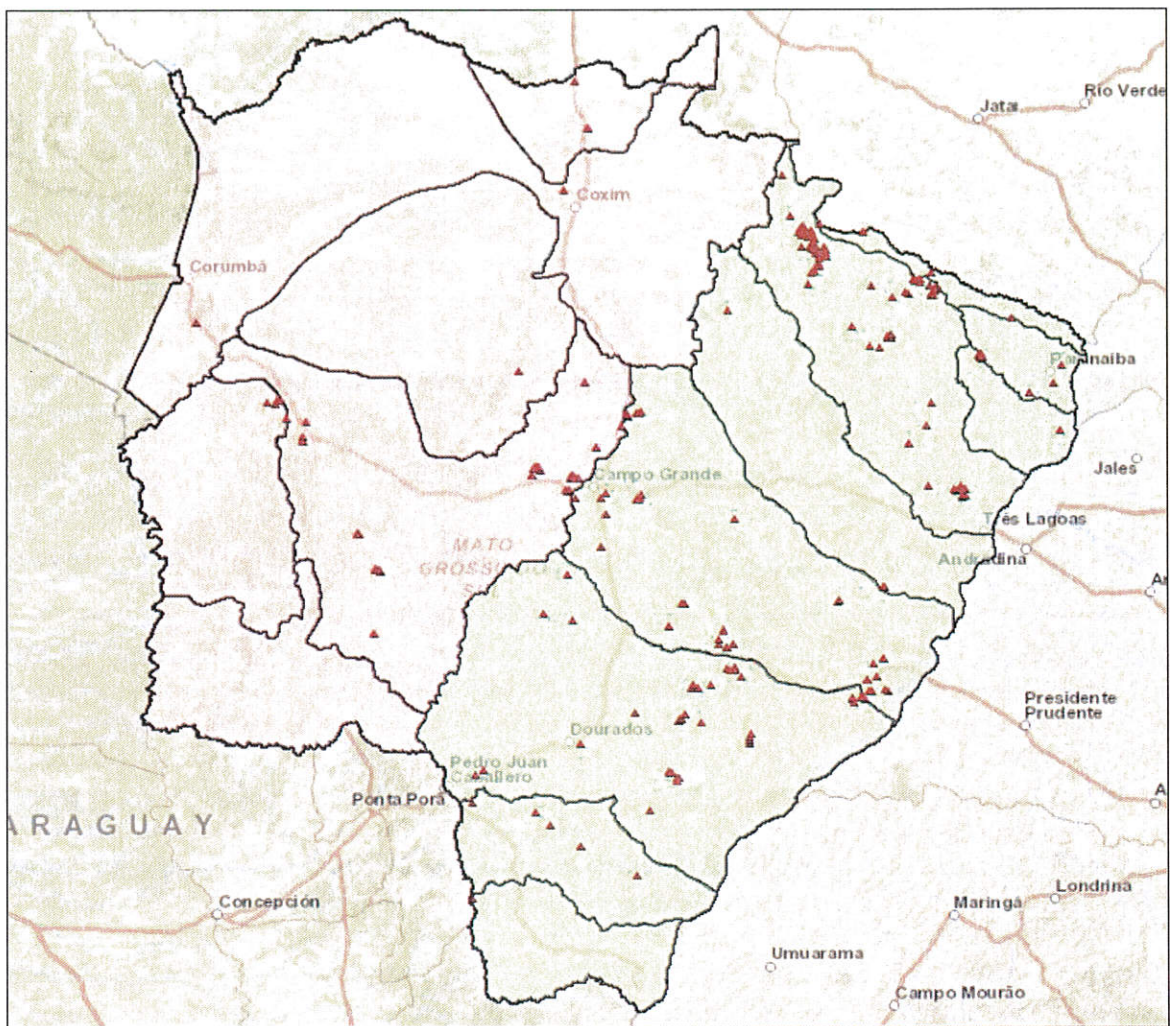 Jataí
Rio Verde
Coxim
Corumbá
Paranaíba
Jales
Campo Grande
Três Lagoas
Andradina
MATO
GROSSO DO
SUL
Presidente
Prudente
Dourados
Pedro Juan
Caballero
Ponta Porã
ARAGUAY
Concepción
Londrina
Maringá
Umuarama
Campo Mourão